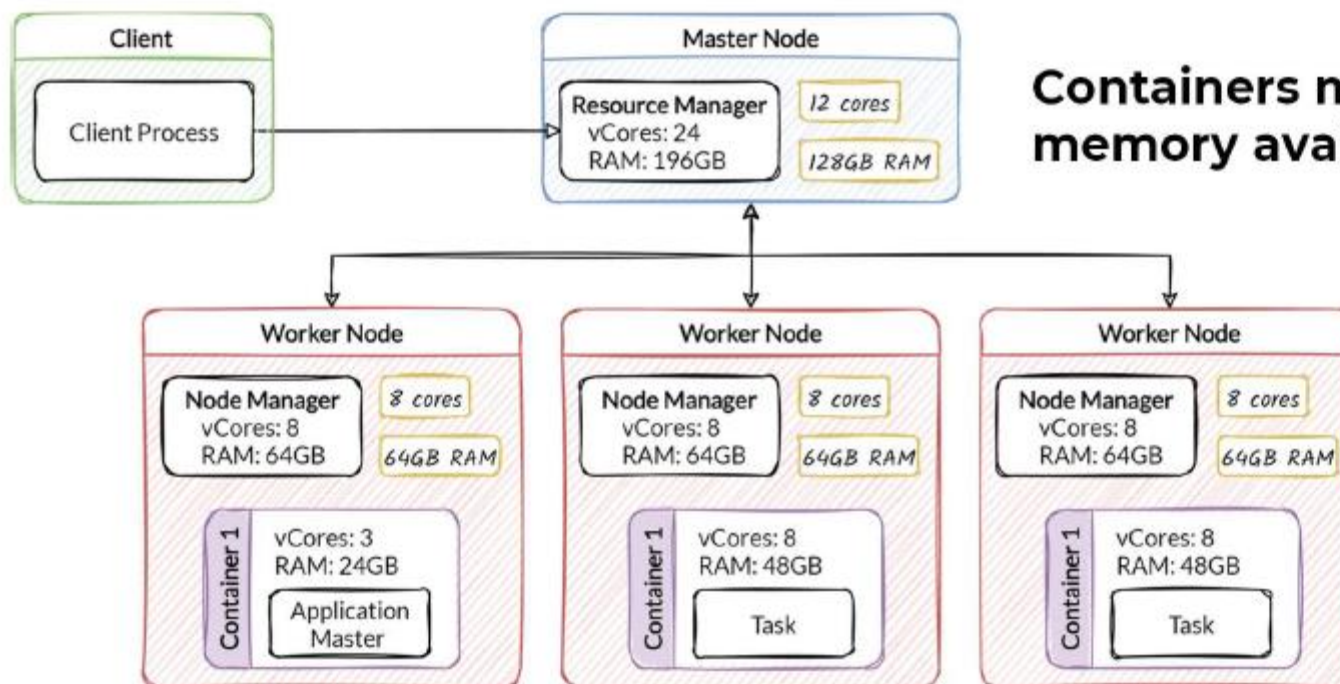 Client
Client Process
Master Node
Resource Manager
vCores: 24
RAM: 196GB
12 cores
128GB RAM
Containers
memory
Worker Node
Node Manager
vCores: 8
RAM: 64GB
8 cores
64GB RAM
Container 1
vCores: 3
RAM: 24GB
Application
Master
Worker Node
Node Manager
vCores: 8
RAM: 64GB
8 cores
64GB RAM
Container 1
vCores: 8
RAM: 48GB
Task
Worker Node
Node Manager
vCores: 8
RAM: 64GB
8 cores
64GB RAM
Container 1
vCores: 8
RAM: 48GB
Task